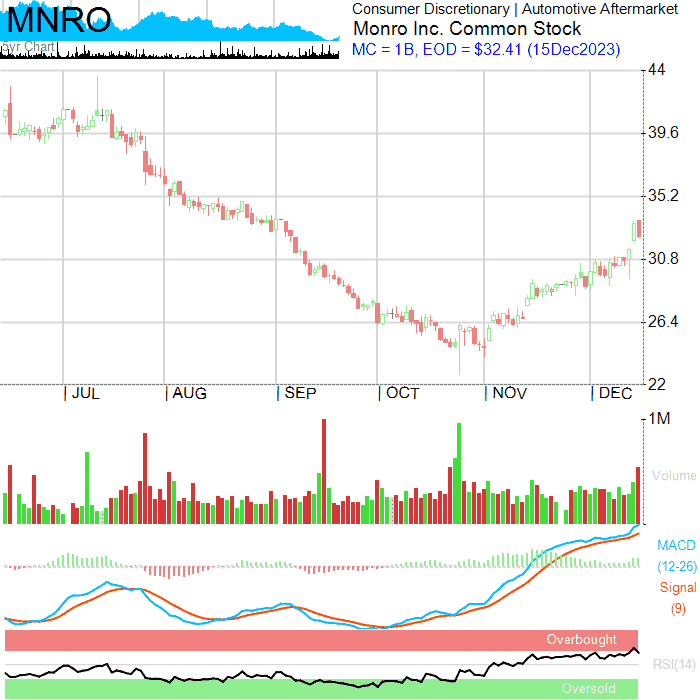 MNRO
5yr Chart
Consumer Discretionary | Automotive Aftermarket
Monro Inc. Common Stock
MC = 1B, EOD = $32.41 (15Dec2023)
44
39.6
35.2
30.8
26.4
22
JUL AUG SEP OCT NOV DEC
1M
Volume
MACD
(12-26)
Signal
(9)
Overbought
RSI(14)
Oversold